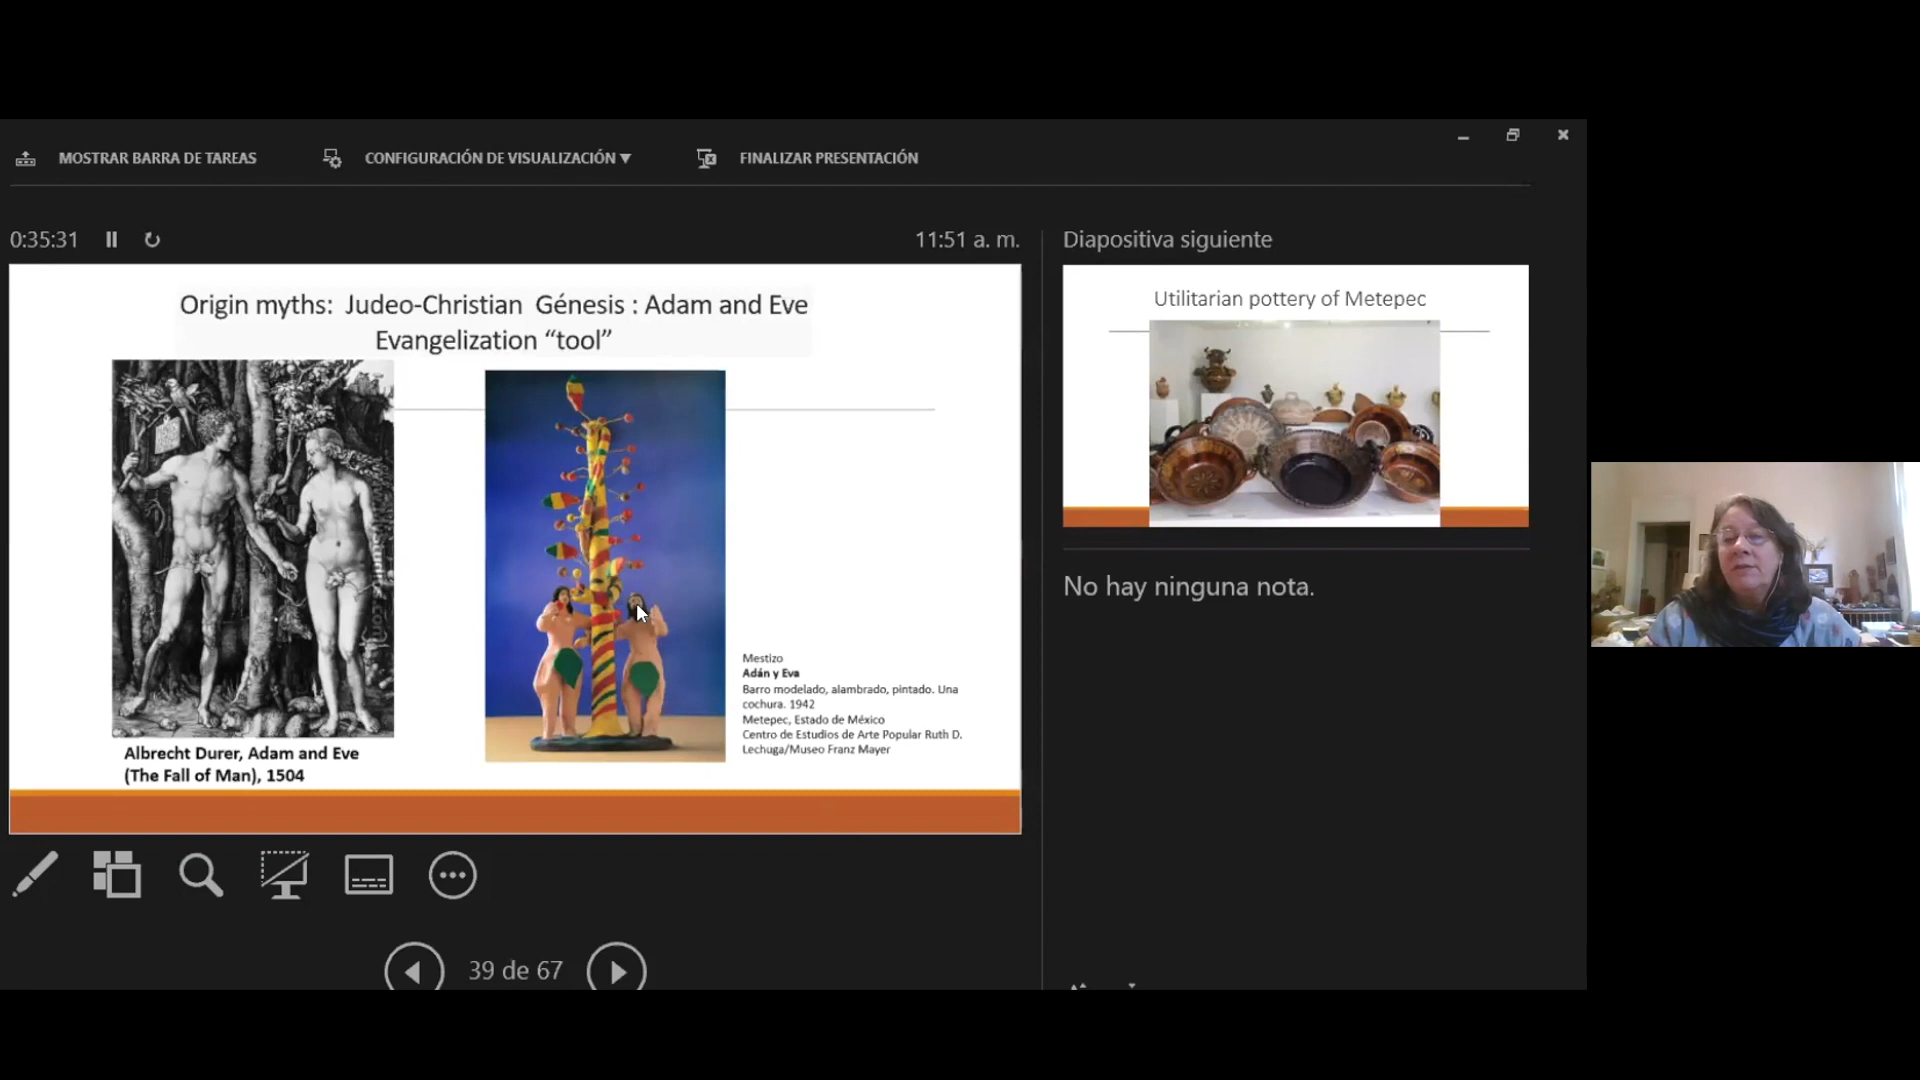 MOSTRAR BARRA DE TAREAS
CONFIGURACIÓN DE VISUALIZACIÓN ▼
FINALIZAR PRESENTACIÓN
0:35:31
11:51 a. m.
Origin myths: Judeo-Christian Génesis : Adam and Eve
Evangelization “tool”
Albrecht Durer, Adam and Eve
(The Fall of Man), 1504
Mestizo
Adán y Eva
Barro modelado, alambrado, pintado. Una
cochura. 1942
Metepec, Estado de México
Centro de Estudios de Arte Popular Ruth D.
Lechuga/Museo Franz Mayer
39 de 67
Diapositiva siguiente
Utilitarian pottery of Metepec
No hay ninguna nota.